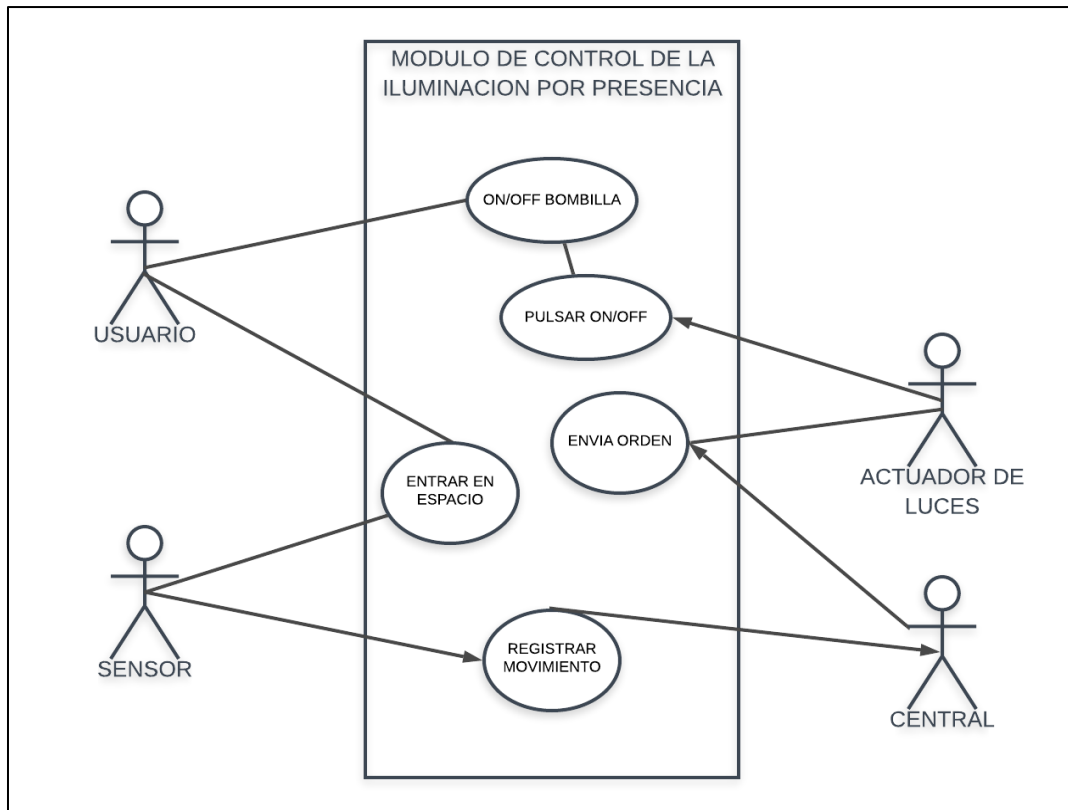 MODULO DE CONTROL DE LA
ILUMINACION POR PRESENCIA
ON/OFF BOMBILLA
PULSAR ON/OFF
USUARIO
ENVIA ORDEN
ENTRAR EN
ESPACIO
ACTUADOR DE
LUCES
REGISTRAR
MOVIMIENTO
SENSOR
CENTRAL